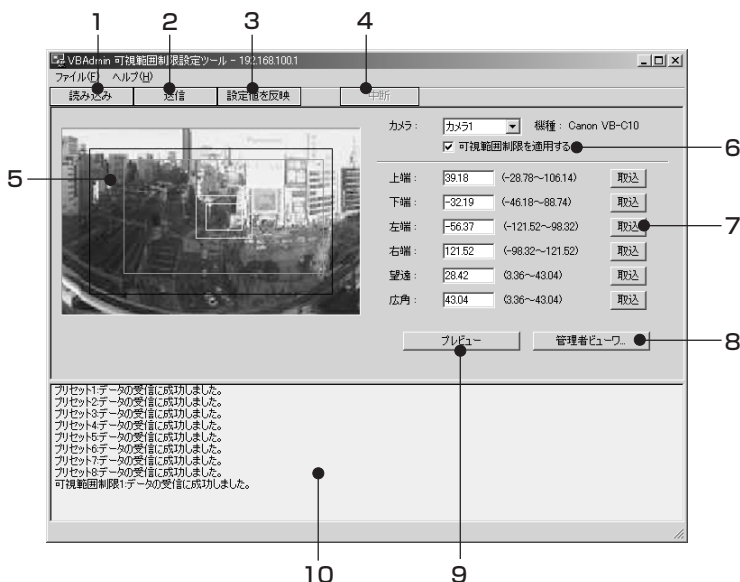 1 2 3 4
VBAdmin 可視範囲制限設定ツール - 192.168.100.1
ファイル(F) ヘルプ(H)
読み込み 送信 設定値を反映 中断
カメラ： カメラ1 機種： Canon VB-C10
可視範囲制限を適用する 6
5
上端： 39.18 (-28.78～106.14) 取込
下端： -32.19 (-46.18～88.74) 取込
左端： -56.37 (-121.52～98.32) 取込 7
右端： 121.52 (-98.32～121.52) 取込
望遠： 28.42 (3.36～43.04) 取込
広角： 43.04 (3.36～43.04) 取込
プレビュー 管理者ビューワ... 8
プリセット1:データの受信に成功しました。
プリセット2:データの受信に成功しました。
プリセット3:データの受信に成功しました。
プリセット4:データの受信に成功しました。
プリセット5:データの受信に成功しました。
プリセット6:データの受信に成功しました。
プリセット7:データの受信に成功しました。
プリセット8:データの受信に成功しました。
可視範囲制限1:データの受信に成功しました。
10 9